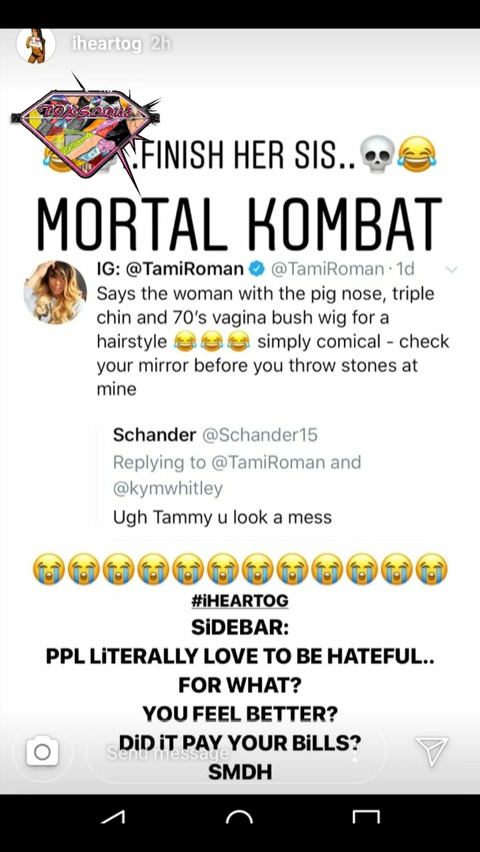 iheartog 2h
TOXSOQUE
😂💀..FINISH HER SIS..💀😂
MORTAL KOMBAT
IG: @TamiRoman @TamiRoman · 1d
Says the woman with the pig nose, triple
chin and 70's vagina bush wig for a
hairstyle 😂😂😂 simply comical - check
your mirror before you throw stones at
mine
Schander @Schander15
Replying to @TamiRoman and
@kymwhitley
Ugh Tammy u look a mess
😭😭😭😭😭😭😭😭😭😭😭😭
#iHEARTOG
SiDEBAR:
PPL LiTERALLY LOVE TO BE HATEFUL..
FOR WHAT?
YOU FEEL BETTER?
DiD iT PAY YOUR BiLLS?
Send message
SMDH